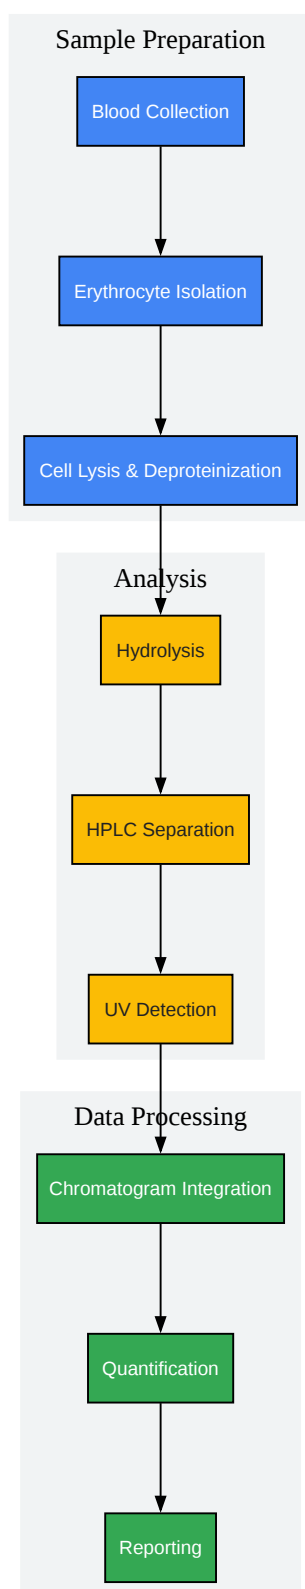 Sample Preparation
Blood Collection
Erythrocyte Isolation
Cell Lysis & Deproteinization
Analysis
Hydrolysis
HPLC Separation
UV Detection
Data Processing
Chromatogram Integration
Quantification
Reporting